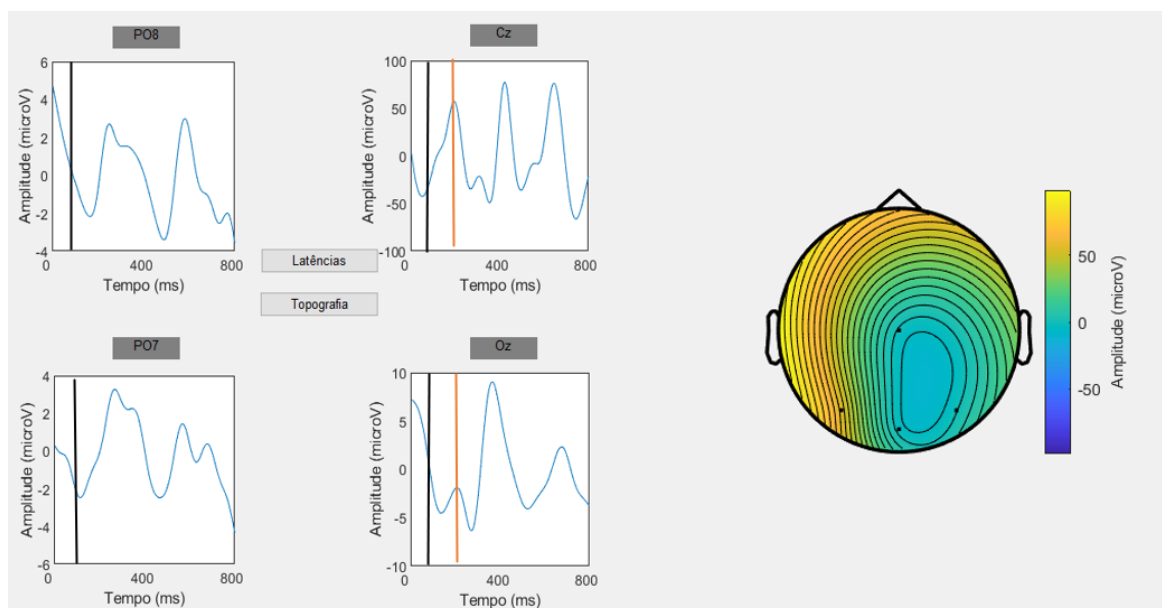 PO8
6
4
2
0
-2
-4
Amplitude (microV)
0
400
800
Tempo (ms)
Cz
100
50
0
-50
-100
Amplitude (microV)
0
400
800
Tempo (ms)
Latências
Topografia
PO7
4
2
0
-2
-4
-6
Amplitude (microV)
0
400
800
Tempo (ms)
Oz
10
5
0
-5
-10
Amplitude (microV)
0
400
800
Tempo (ms)
50
0
-50
Amplitude (microV)